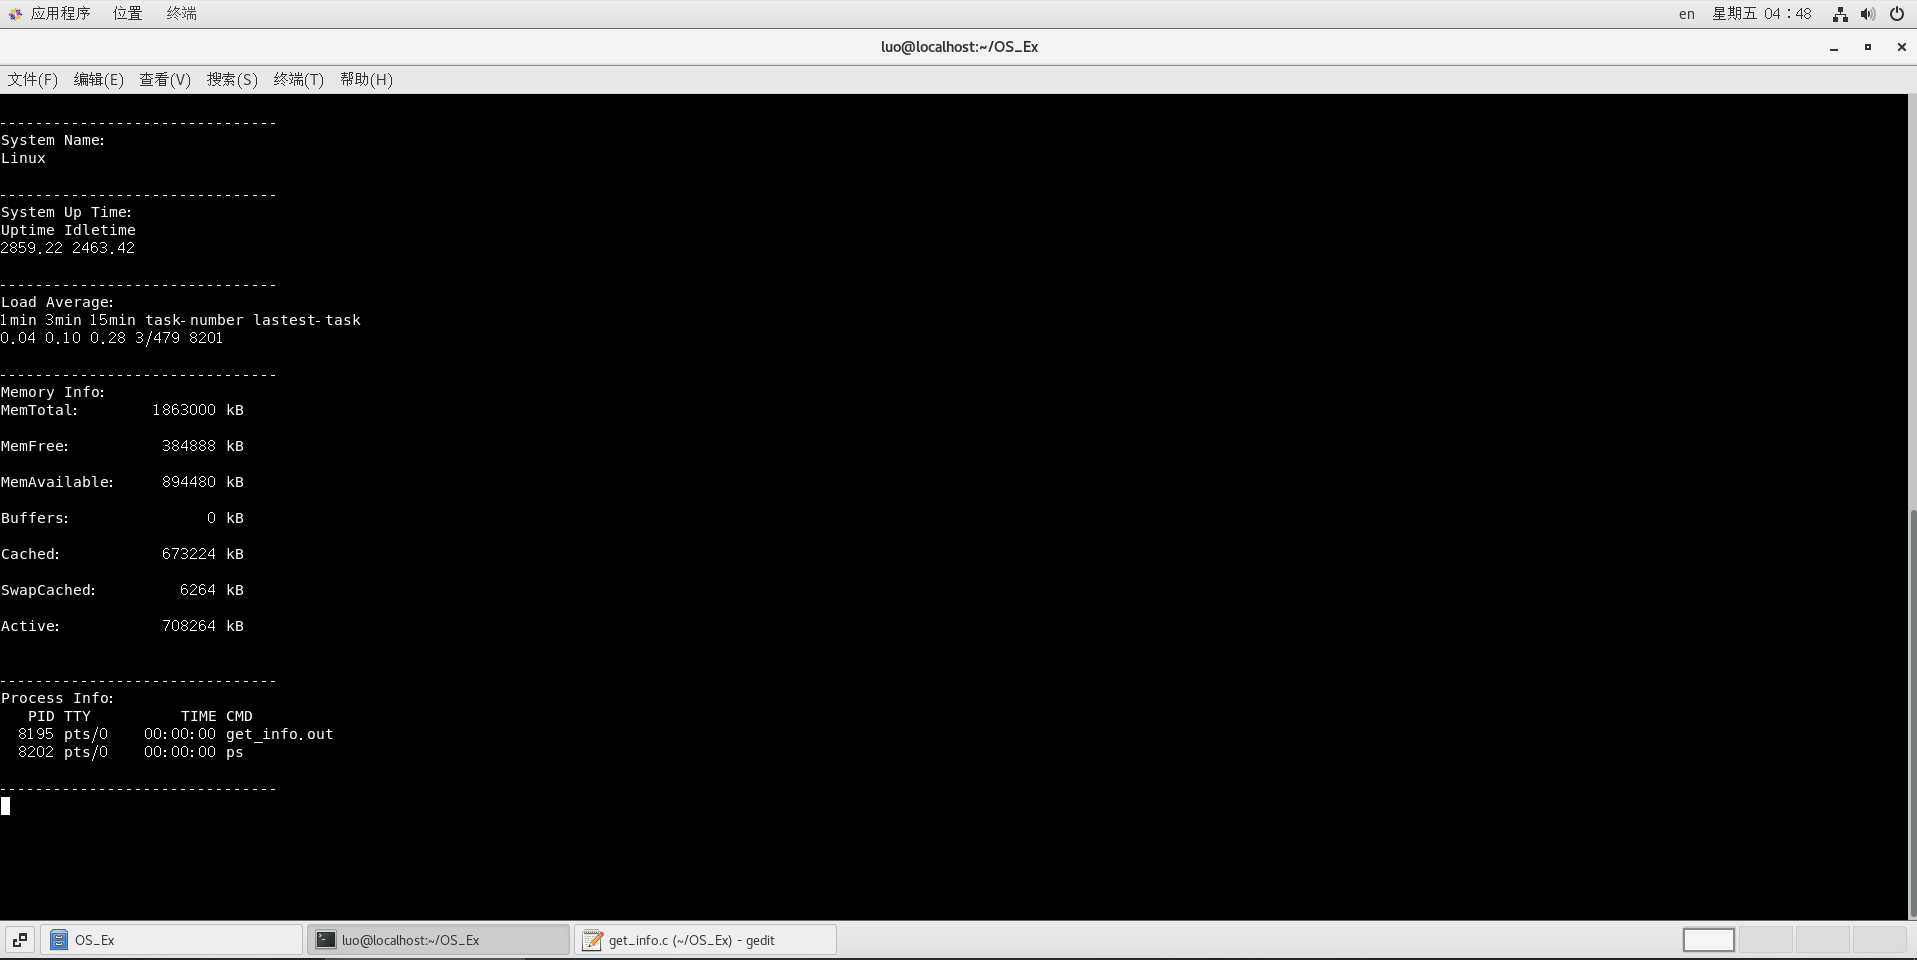 应用程序 位置 终端 en 星期五 04：48
luo@localhost:~/OS_Ex
文件(F) 编辑(E) 查看(V) 搜索(S) 终端(T) 帮助(H)
-------------------------------
System Name:
Linux
-------------------------------
System Up Time:
Uptime Idletime
2859.22 2463.42
-------------------------------
Load Average:
1min 3min 15min task-number lastest-task
0.04 0.10 0.28 3/479 8201
-------------------------------
Memory Info:
MemTotal: 1863000 kB
MemFree: 384888 kB
MemAvailable: 894480 kB
Buffers: 0 kB
Cached: 673224 kB
SwapCached: 6264 kB
Active: 708264 kB
-------------------------------
Process Info:
PID TTY TIME CMD
8195 pts/0 00:00:00 get_info.out
8202 pts/0 00:00:00 ps
-------------------------------
OS_Ex luo@localhost:~/OS_Ex get_info.c (~/OS_Ex) - gedit